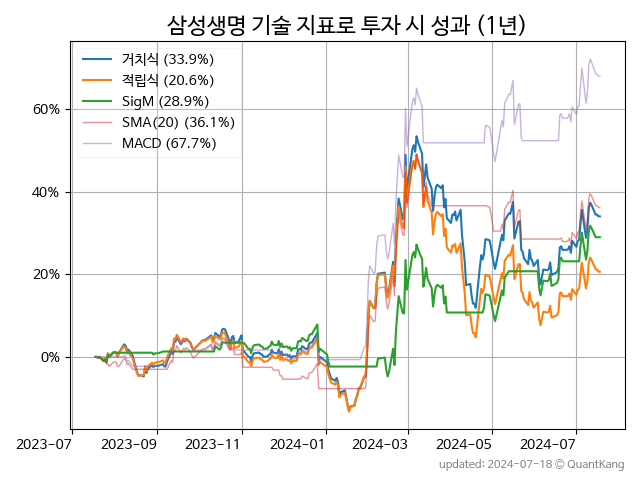 삼성생명 기술 지표로 투자 시 성과 (1년)
거치식 (33.9%)
적립식 (20.6%)
SigM (28.9%)
SMA(20) (36.1%)
MACD (67.7%)
60%
40%
20%
0%
2023-07 2023-09 2023-11 2024-01 2024-03 2024-05 2024-07
updated: 2024-07-18 © QuantKang